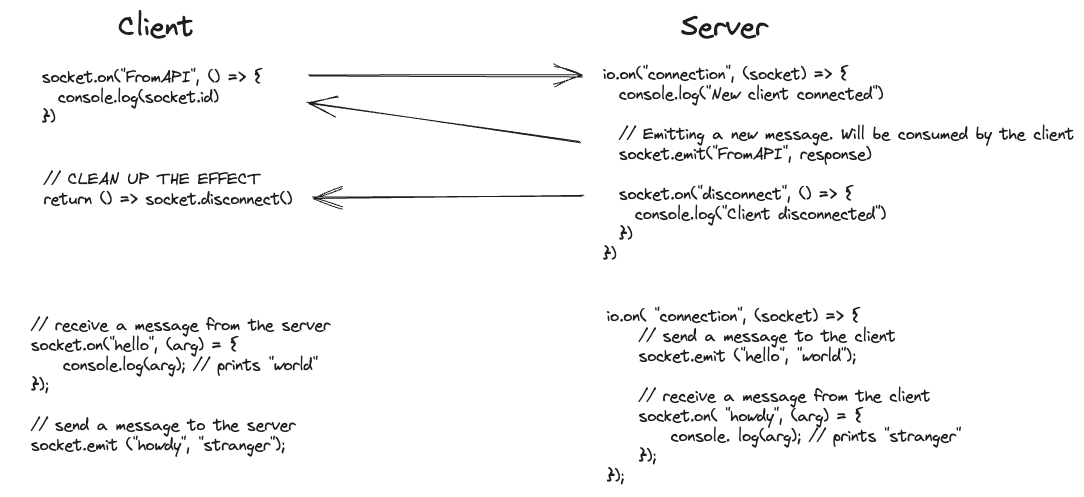 Client
socket.on("FromAPI", () => {
console.log(socket.id)
})
// CLEAN UP THE EFFECT
return () => socket.disconnect()
// receive a message from the server
socket.on("hello", (arg) = {
console.log(arg); // prints "world"
});
// send a message to the server
socket.emit ("howdy", "stranger");
Server
io.on("connection", (socket) => {
console.log("New client connected")
// Emitting a new message. Will be consumed by the client
socket.emit("FromAPI", response)
socket.on("disconnect", () => {
console.log("Client disconnected")
})
})
io.on( "connection", (socket) => {
// send a message to the client
socket.emit ("hello", "world");
// receive a message from the client
socket.on( "howdy", (arg) = {
console. log(arg); // prints "stranger"
});
});